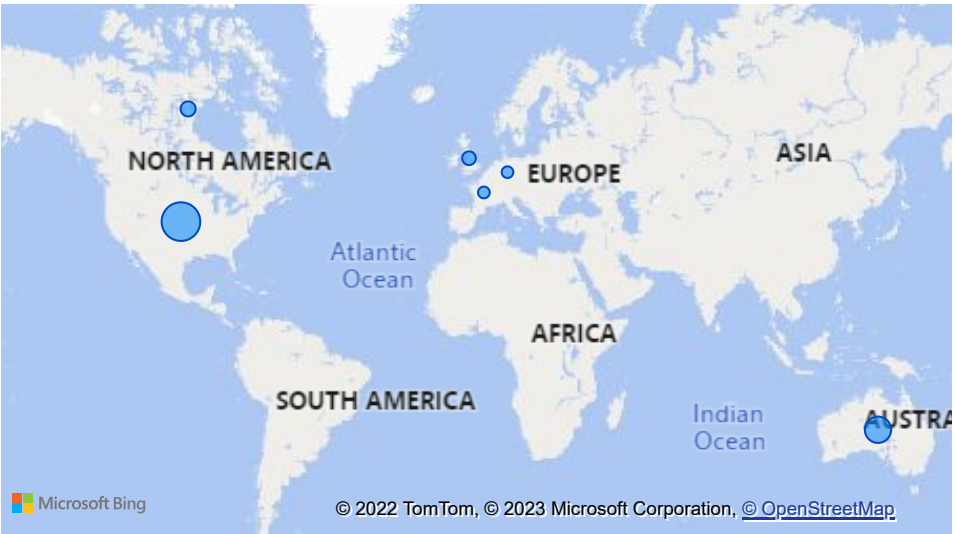 NORTH AMERICA
EUROPE
ASIA
Atlantic
Ocean
AFRICA
SOUTH AMERICA
Indian
Ocean
AUSTRA
Microsoft Bing
© 2022 TomTom, © 2023 Microsoft Corporation, © OpenStreetMap